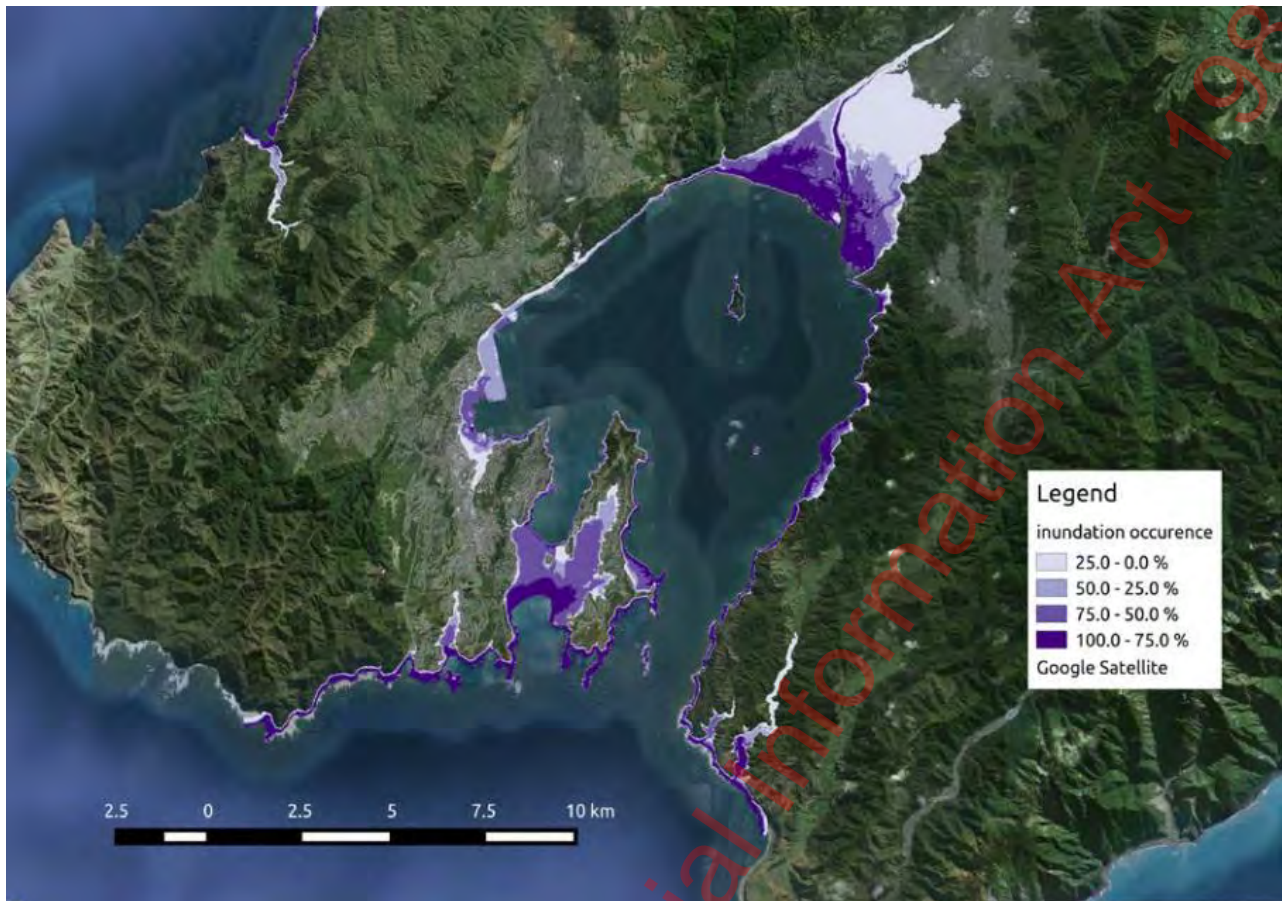 ial Information Act 198
Legend
inundation occurence
25.0 - 0.0 %
50.0 - 25.0 %
75.0 - 50.0 %
100.0 - 75.0 %
Google Satellite
2.5 0 2.5 5 7.5 10 km